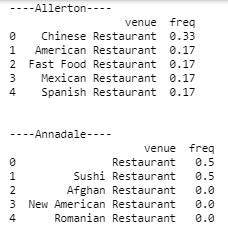 ----Allerton----
venue freq
0 Chinese Restaurant 0.33
1 American Restaurant 0.17
2 Fast Food Restaurant 0.17
3 Mexican Restaurant 0.17
4 Spanish Restaurant 0.17
----Annadale----
venue freq
0 Restaurant 0.5
1 Sushi Restaurant 0.5
2 Afghan Restaurant 0.0
3 New American Restaurant 0.0
4 Romanian Restaurant 0.0